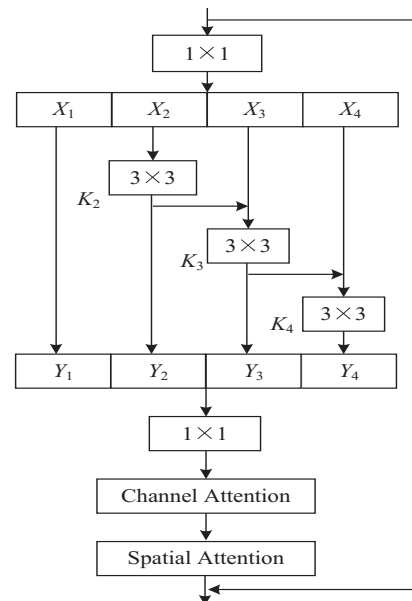 1×1
X₁ X₂ X₃ X₄
3×3
K₂
3×3
K₃
3×3
K₄
Y₁ Y₂ Y₃ Y₄
1×1
Channel Attention
Spatial Attention